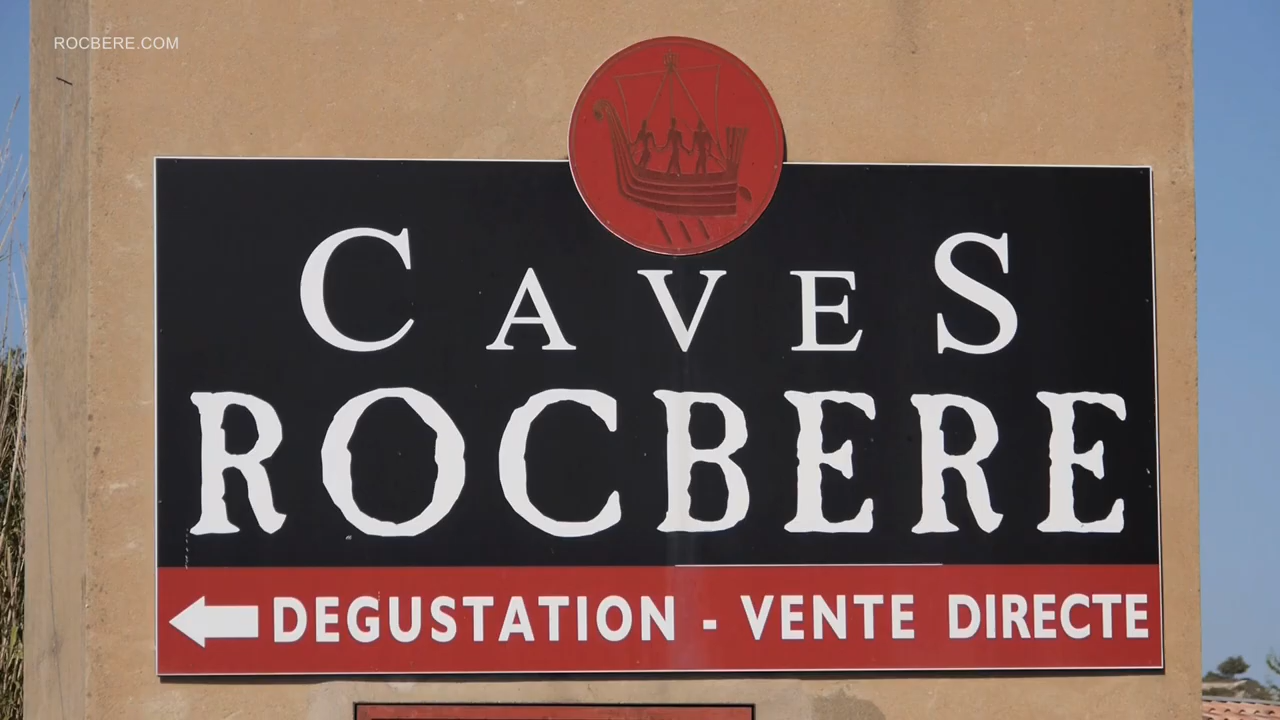 ROCBERE.COM
CAVES
ROCBERE
DEGUSTATION - VENTE DIRECTE